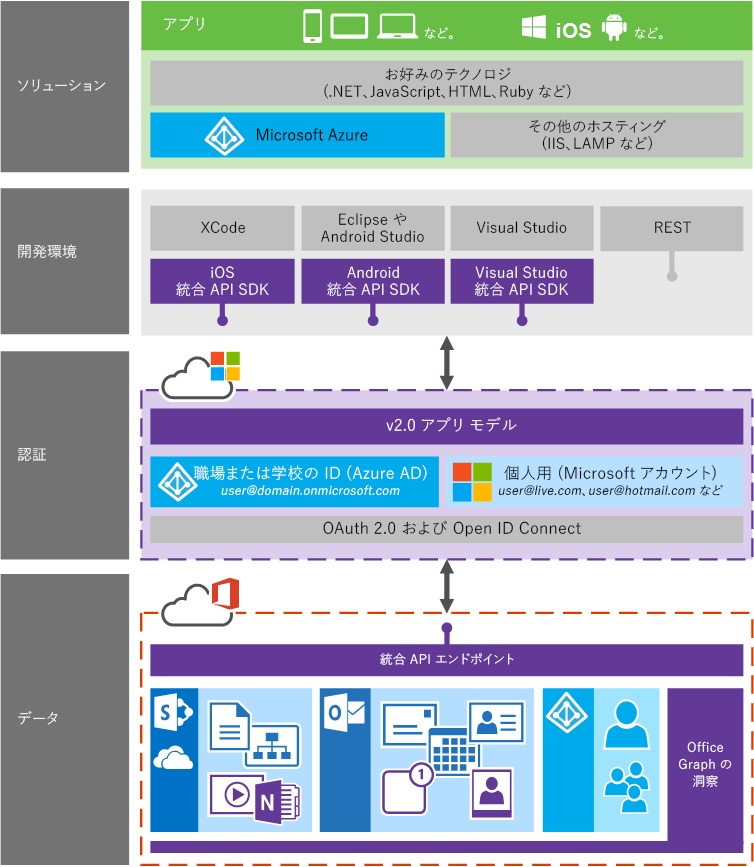 ソリューション
アプリ
など。
iOS
など。
お好みのテクノロジ
(.NET、JavaScript、HTML、Ruby など)
Microsoft Azure
その他のホスティング
(IIS、LAMP など)
開発環境
XCode
Eclipse や
Android Studio
Visual Studio
REST
iOS
統合 API SDK
Android
統合 API SDK
Visual Studio
統合 API SDK
認証
v2.0 アプリ モデル
職場または学校の ID (Azure AD)
user@domain.onmicrosoft.com
個人用 (Microsoft アカウント)
user@live.com、user@hotmail.com など
OAuth 2.0 および Open ID Connect
データ
統合 API エンドポイント
S
O
1
N
Office
Graph の
洞察